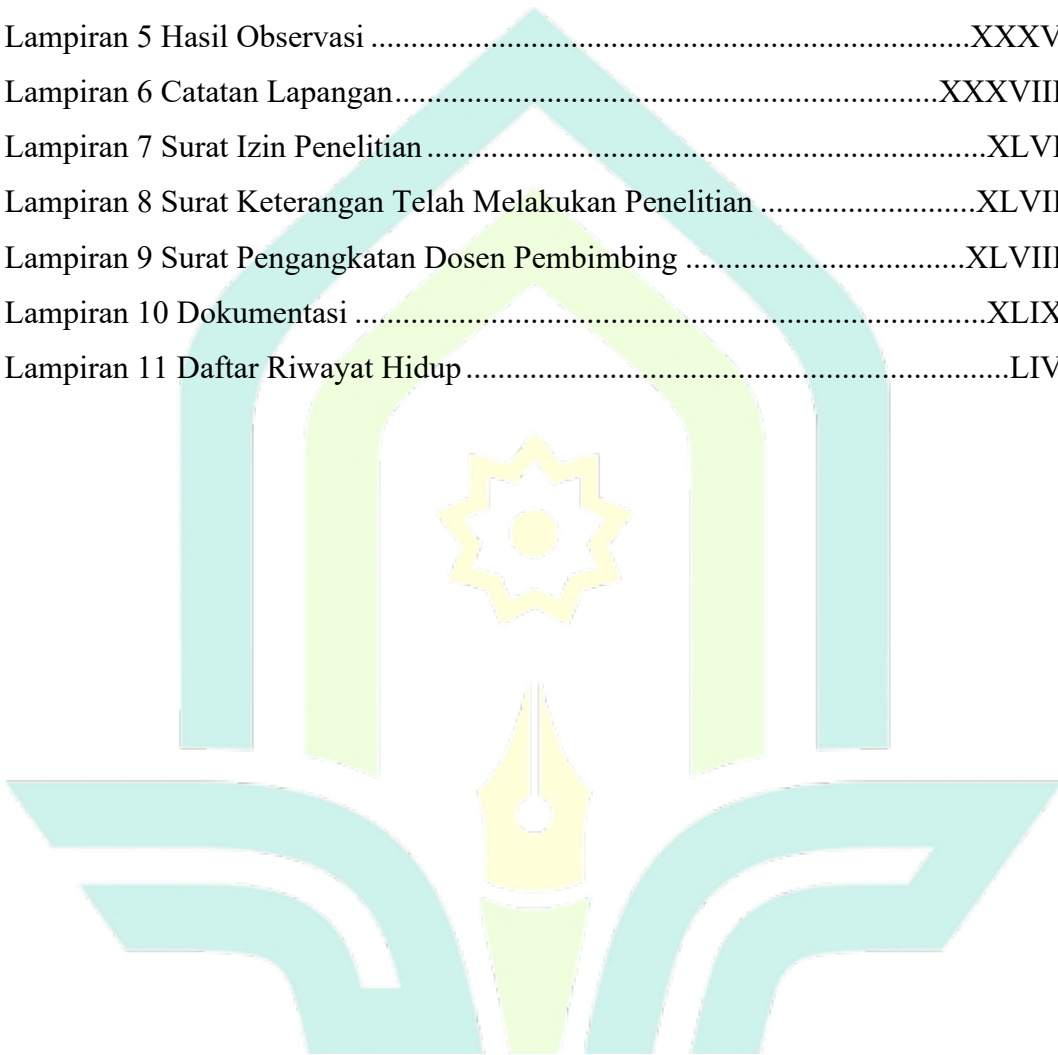 Lampiran 5 Hasil Observasi ...........................................................................XXXV
Lampiran 6 Catatan Lapangan....................................................................XXXVIII
Lampiran 7 Surat Izin Penelitian ......................................................................XLVI
Lampiran 8 Surat Keterangan Telah Melakukan Penelitian ...........................XLVII
Lampiran 9 Surat Pengangkatan Dosen Pembimbing ...................................XLVIII
Lampiran 10 Dokumentasi ...............................................................................XLIX
Lampiran 11 Daftar Riwayat Hidup ....................................................................LIV